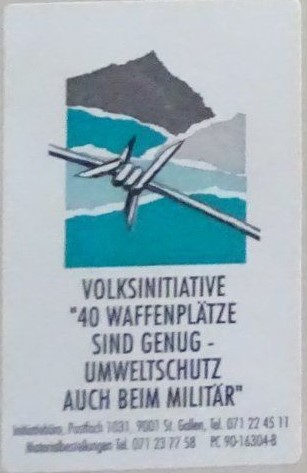 VOLKSINITIATIVE
"40 WAFFENPLÄTZE
SIND GENUG -
UMWELTSCHUTZ
AUCH BEIM MILITÄR"
Initiativbüro, Postfach 1031, 9001 St. Gallen, Tel. 071 22 45 11
Materialbestellungen Tel. 071 23 77 58 PC 90-16304-8